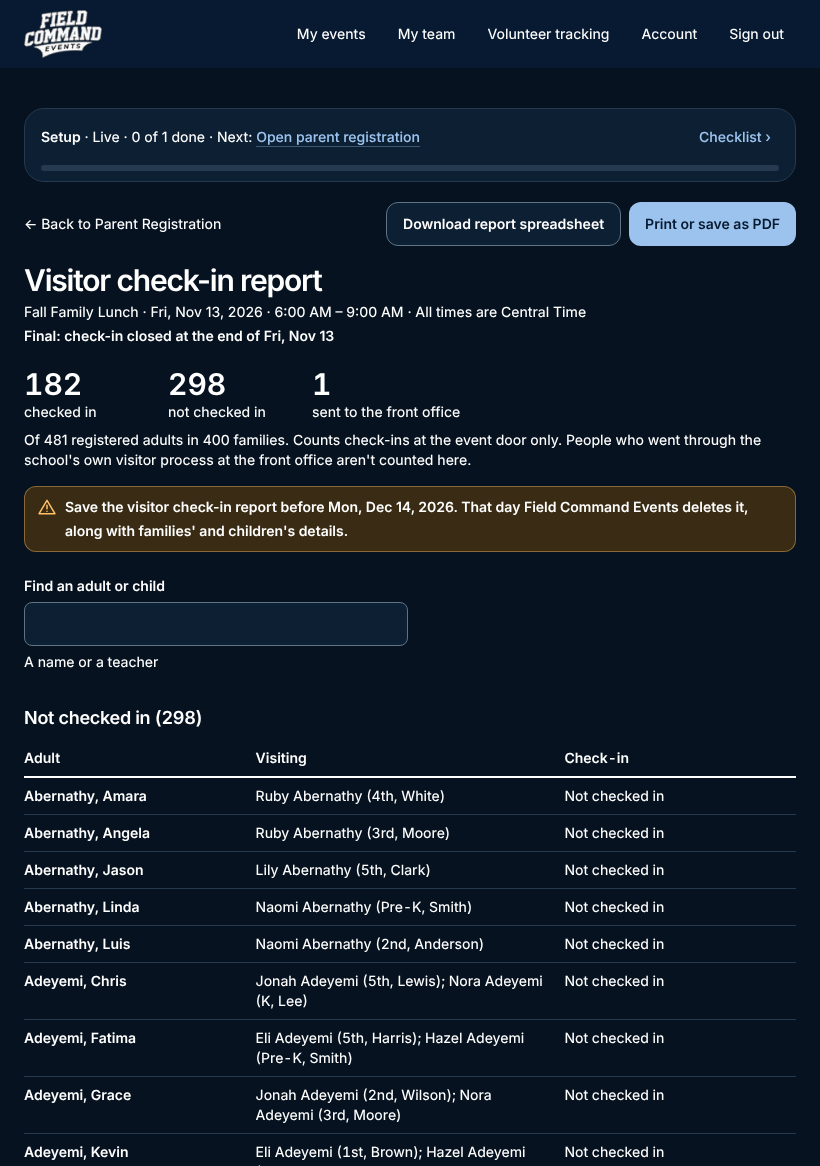 FIELD
COMMAND
EVENTS
My events My team Volunteer tracking Account Sign out
Setup · Live · 0 of 1 done · Next: Open parent registration Checklist ›
← Back to Parent Registration Download report spreadsheet Print or save as PDF
Visitor check-in report
Fall Family Lunch · Fri, Nov 13, 2026 · 6:00 AM – 9:00 AM · All times are Central Time
Final: check-in closed at the end of Fri, Nov 13
182 298 1
checked in not checked in sent to the front office
Of 481 registered adults in 400 families. Counts check-ins at the event door only. People who went through the
school's own visitor process at the front office aren't counted here.
Save the visitor check-in report before Mon, Dec 14, 2026. That day Field Command Events deletes it,
along with families' and children's details.
Find an adult or child
A name or a teacher
Not checked in (298)
Adult Visiting Check-in
Abernathy, Amara Ruby Abernathy (4th, White) Not checked in
Abernathy, Angela Ruby Abernathy (3rd, Moore) Not checked in
Abernathy, Jason Lily Abernathy (5th, Clark) Not checked in
Abernathy, Linda Naomi Abernathy (Pre-K, Smith) Not checked in
Abernathy, Luis Naomi Abernathy (2nd, Anderson) Not checked in
Adeyemi, Chris Jonah Adeyemi (5th, Lewis); Nora Adeyemi Not checked in
(K, Lee)
Adeyemi, Fatima Eli Adeyemi (5th, Harris); Hazel Adeyemi Not checked in
(Pre-K, Smith)
Adeyemi, Grace Jonah Adeyemi (2nd, Wilson); Nora Not checked in
Adeyemi (3rd, Moore)
Adeyemi, Kevin Eli Adeyemi (1st, Brown); Hazel Adeyemi Not checked in